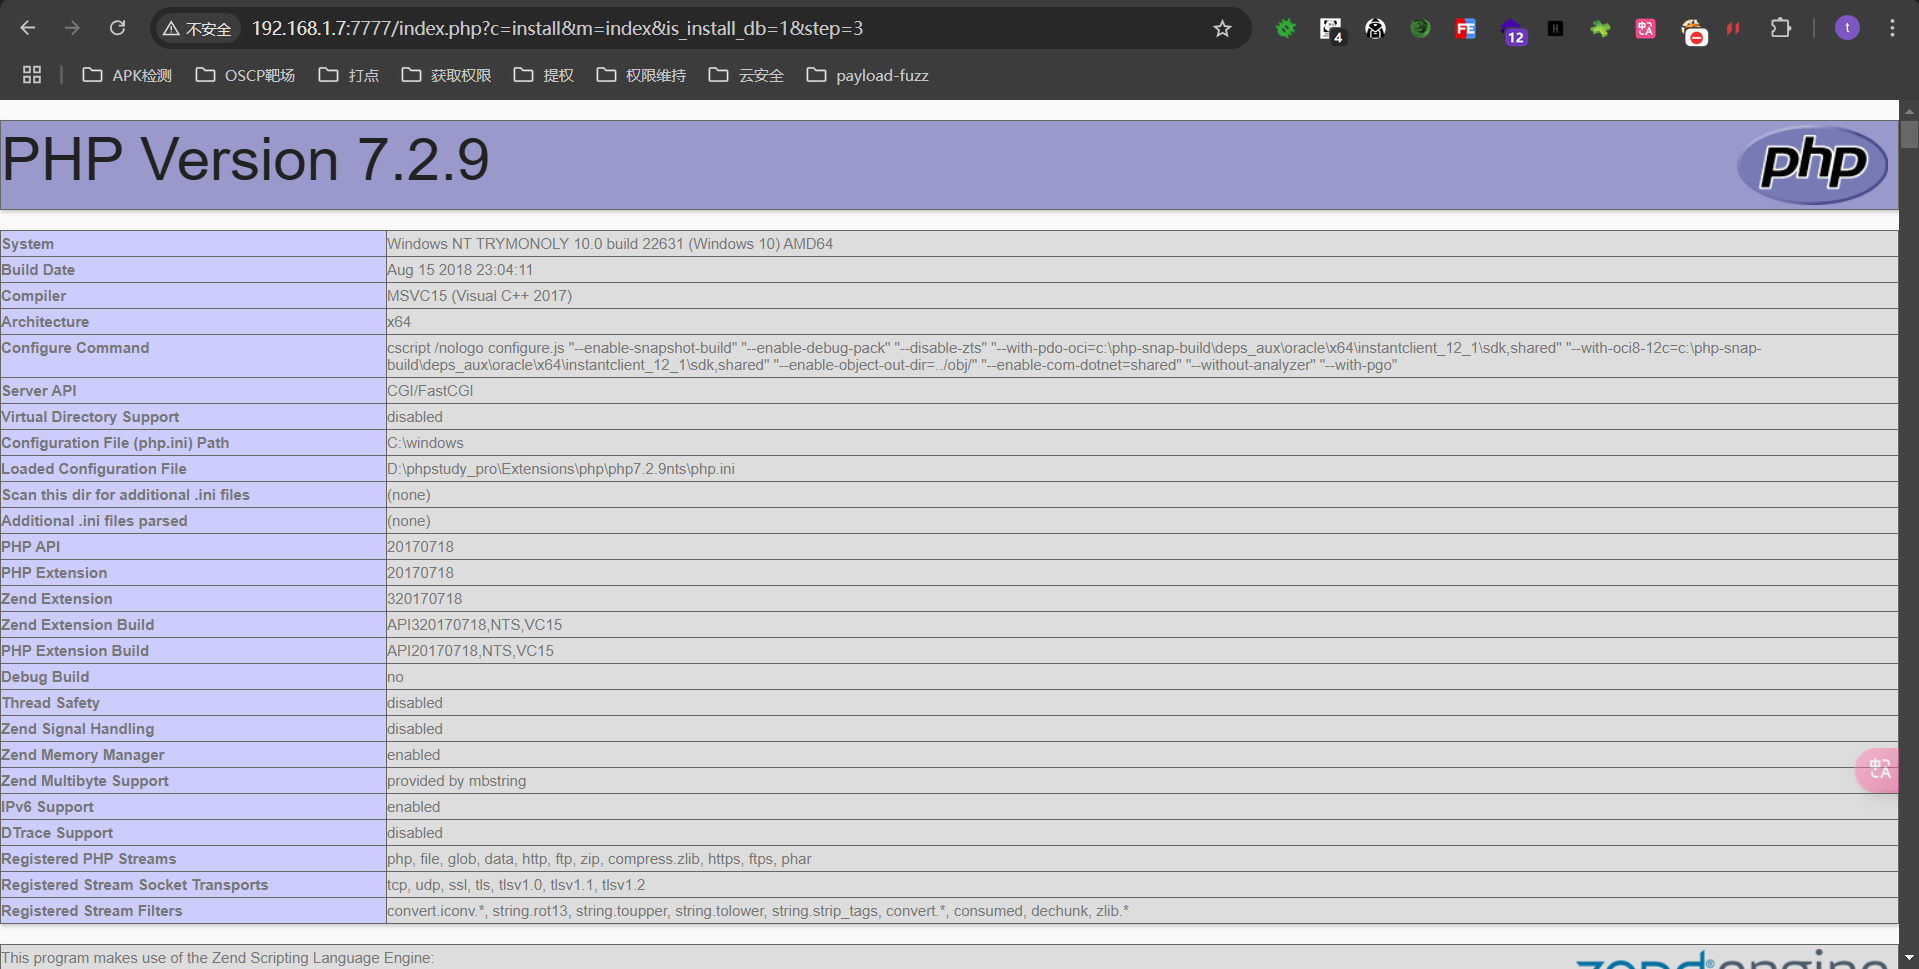 不安全 192.168.1.7:7777/index.php?c=install&m=index&is_install_db=1&step=3
4 FE 12 H 中A t
APK检测 OSCP靶场 打点 获取权限 提权 权限维持 云安全 payload-fuzz
PHP Version 7.2.9 php
System Windows NT TRYMONOLY 10.0 build 22631 (Windows 10) AMD64
Build Date Aug 15 2018 23:04:11
Compiler MSVC15 (Visual C++ 2017)
Architecture x64
Configure Command cscript /nologo configure.js "--enable-snapshot-build" "--enable-debug-pack" "--disable-zts" "--with-pdo-oci=c:\php-snap-build\deps_aux\oracle\x64\instantclient_12_1\sdk,shared" "--with-oci8-12c=c:\php-snap-
build\deps_aux\oracle\x64\instantclient_12_1\sdk,shared" "--enable-object-out-dir=../obj/" "--enable-com-dotnet=shared" "--without-analyzer" "--with-pgo"
Server API CGI/FastCGI
Virtual Directory Support disabled
Configuration File (php.ini) Path C:\windows
Loaded Configuration File D:\phpstudy_pro\Extensions\php\php7.2.9nts\php.ini
Scan this dir for additional .ini files (none)
Additional .ini files parsed (none)
PHP API 20170718
PHP Extension 20170718
Zend Extension 320170718
Zend Extension Build API320170718,NTS,VC15
PHP Extension Build API20170718,NTS,VC15
Debug Build no
Thread Safety disabled
Zend Signal Handling disabled
Zend Memory Manager enabled
Zend Multibyte Support provided by mbstring
IPv6 Support enabled
DTrace Support disabled
Registered PHP Streams php, file, glob, data, http, ftp, zip, compress.zlib, https, ftps, phar
Registered Stream Socket Transports tcp, udp, ssl, tls, tlsv1.0, tlsv1.1, tlsv1.2
Registered Stream Filters convert.iconv.*, string.rot13, string.toupper, string.tolower, string.strip_tags, convert.*, consumed, dechunk, zlib.*
This program makes use of the Zend Scripting Language Engine:
zend® engine